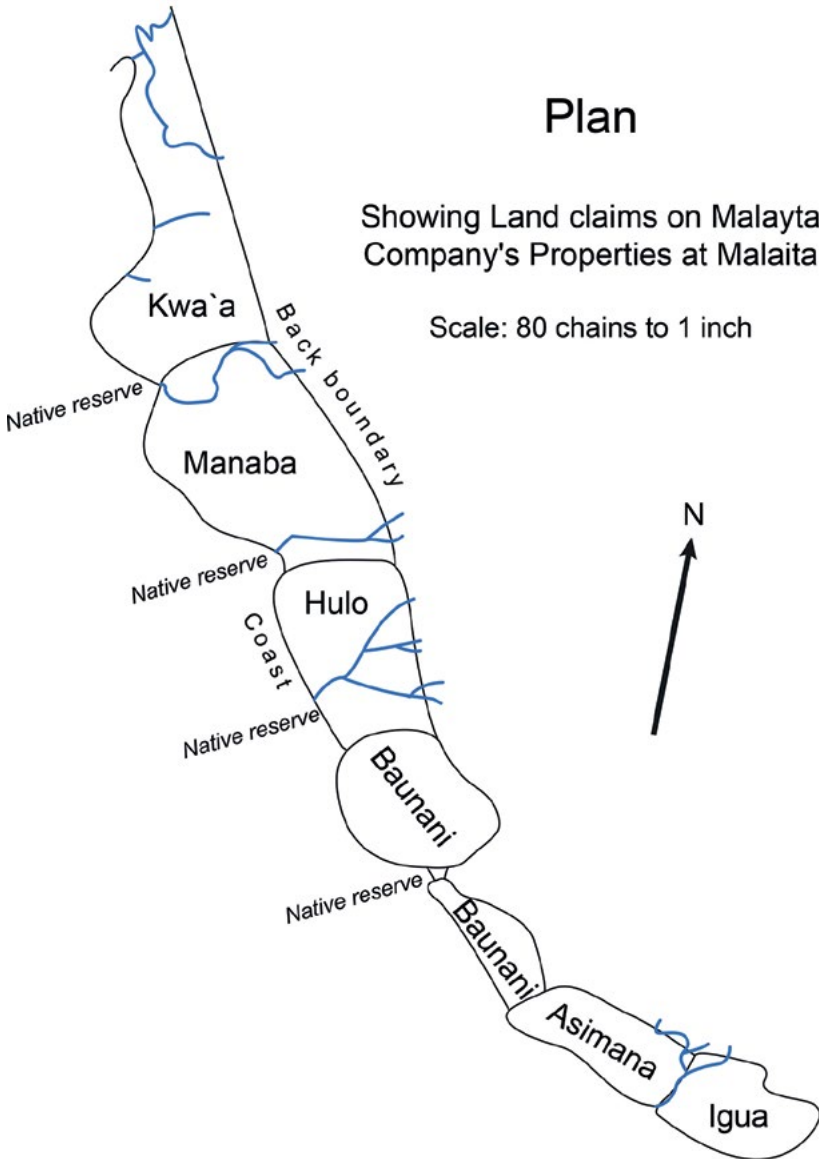 Plan
Showing Land claims on Malayta
Company's Properties at Malaita
Scale: 80 chains to 1 inch
Kwa`a
Back boundary
Native reserve
Manaba
N
Native reserve
Hulo
Coast
Native reserve
Baunani
Native reserve
Baunani
Asimana
Igua